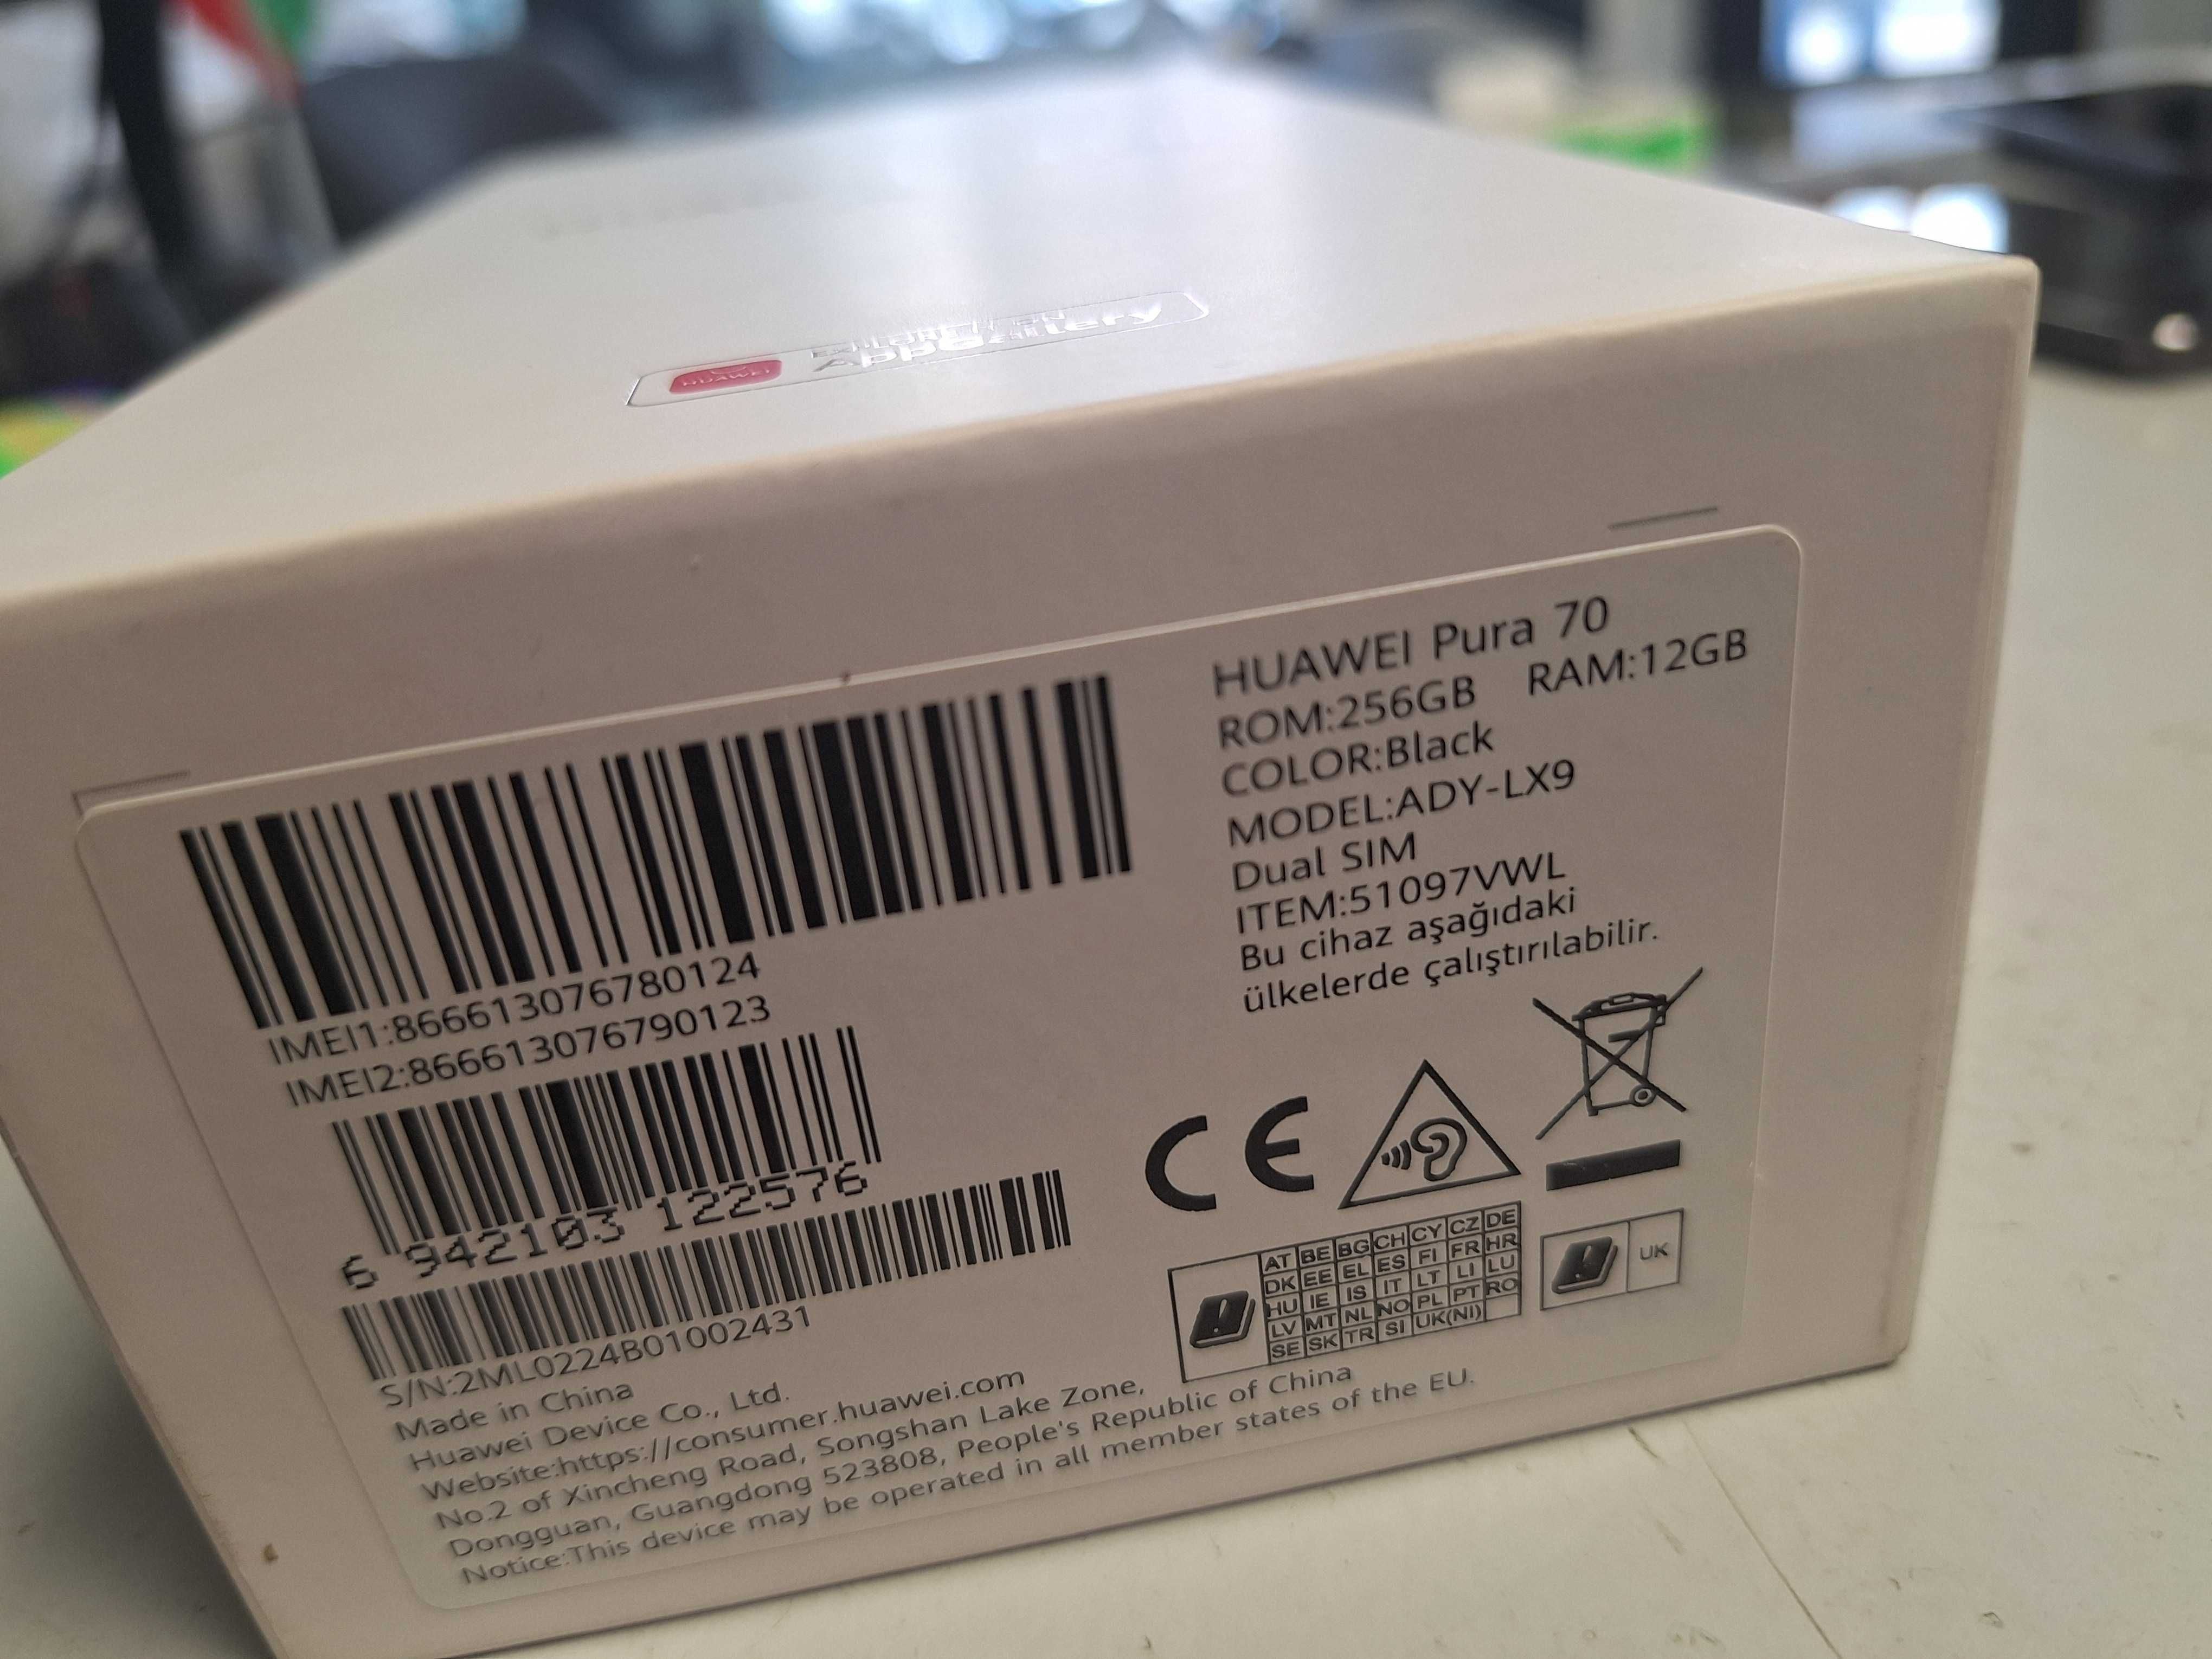 HUAWEI
EXPLORE IT ON
AppGallery
HUAWEI Pura 70
ROM:256GB RAM:12GB
COLOR:Black
MODEL:ADY-LX9
Dual SIM
ITEM:51097VWL
Bu cihaz aşağıdaki
ülkelerde çalıştırılabilir.
IMEI1:866613076780124
IMEI2:866613076790123
6 942103 122576
S/N:2ML0224B01002431
Made in China
Huawei Device Co., Ltd.
Website:https://consumer.huawei.com
No.2 of Xincheng Road, Songshan Lake Zone,
Dongguan, Guangdong 523808, People's Republic of China
Notice:This device may be operated in all member states of the EU.
CE
AT BE BG CH CY CZ DE
DK EE EL ES FI FR HR
HU IE IS IT LT LI LU
LV MT NL NO PL PT RO
SE SK TR SI UK(NI)
UK